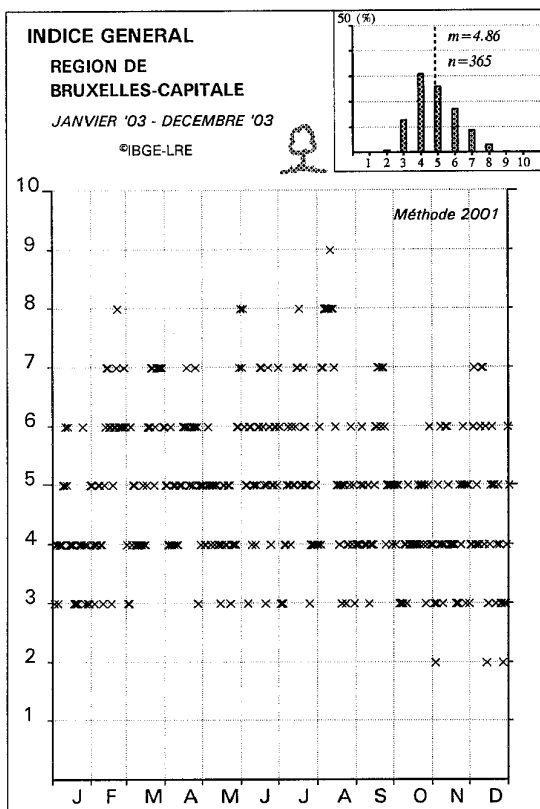 INDICE GENERAL
REGION DE
BRUXELLES-CAPITALE
JANVIER '03 - DECEMBRE '03
©IBGE-LRE
50 (%)
m=4.86
n=365
1 2 3 4 5 6 7 8 9 10
Méthode 2001
10
9
8
7
6
5
4
3
2
1
J F M A M J J A S O N D